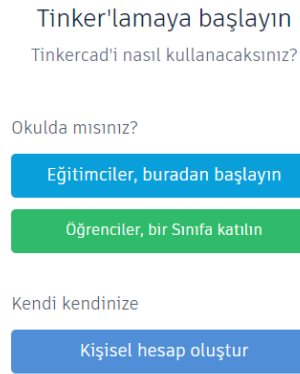 Tinker'lamaya başlayın
Tinkercad'i nasıl kullanacaksınız?
Okulda mısınız?
Eğitimciler, buradan başlayın
Öğrenciler, bir Sınıfa katılın
Kendi kendinize
Kişisel hesap oluştur